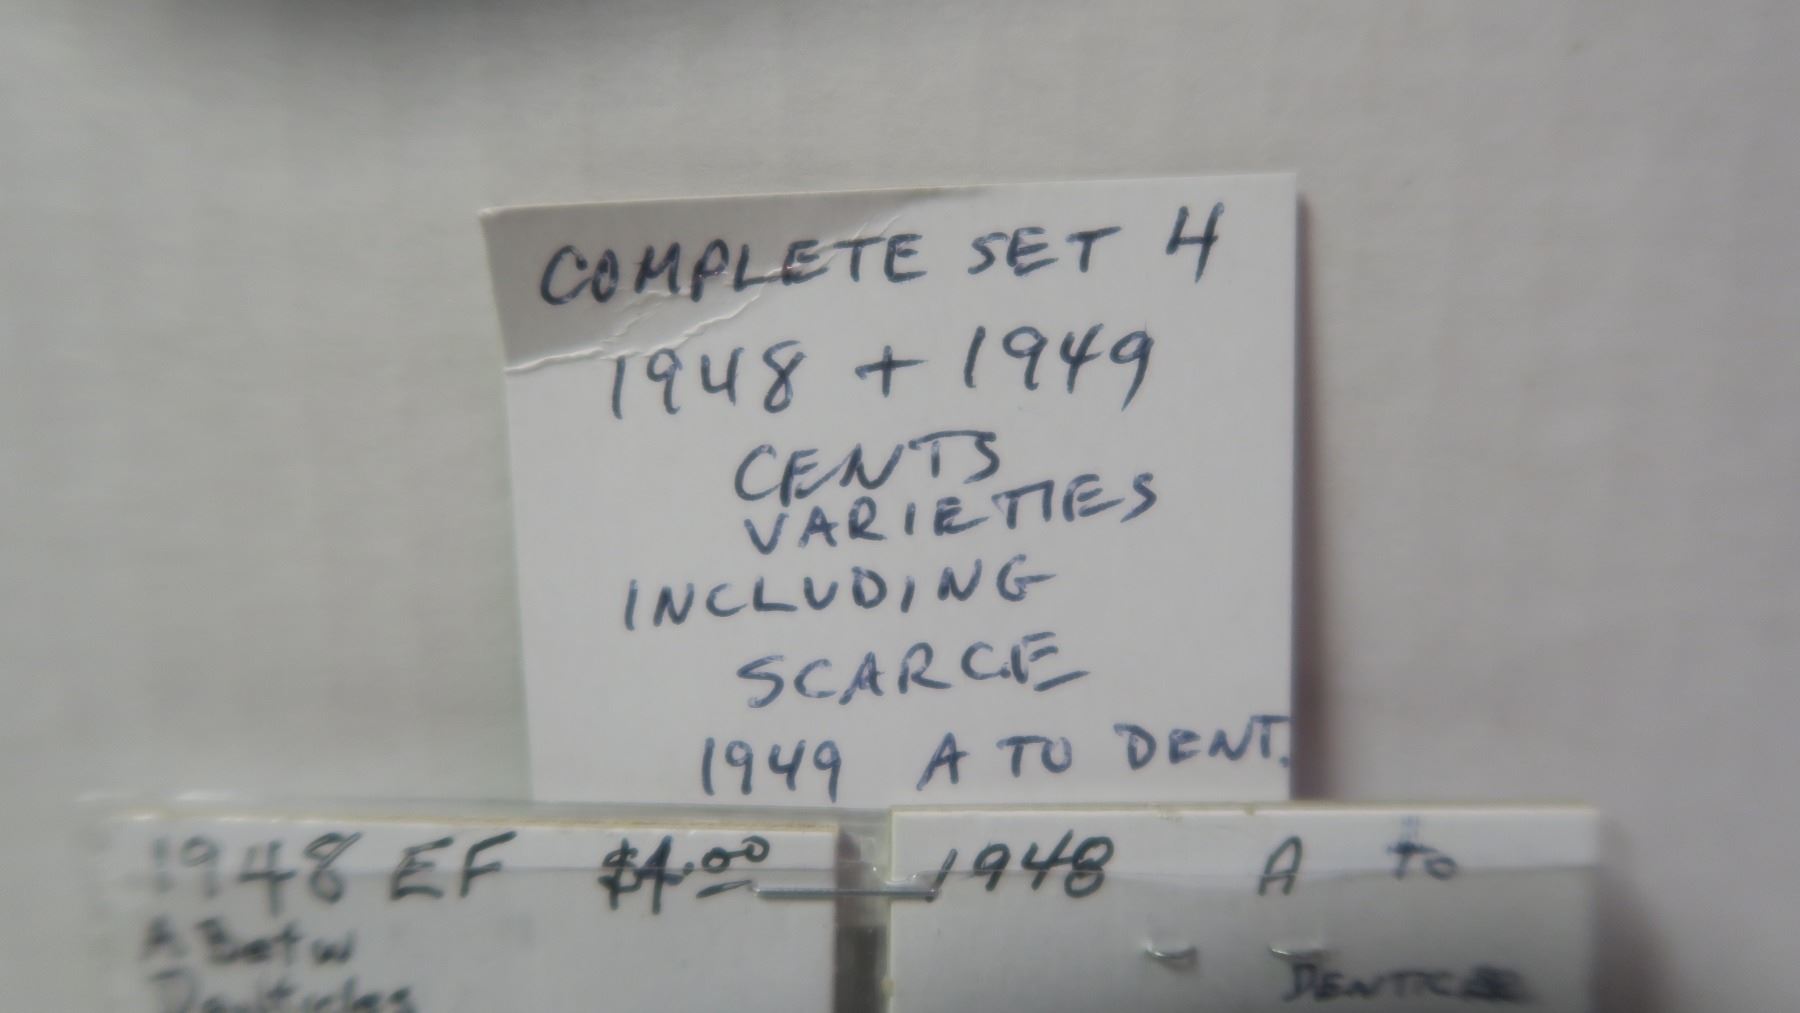 COMPLETE SET 4
1948 + 1949
CENTS
VARIETIES
INCLUDING
SCARCE
1949 A TO DENT.
1948 EF $4.00
A Betw
Denticles
1948 A to
DENTICLE